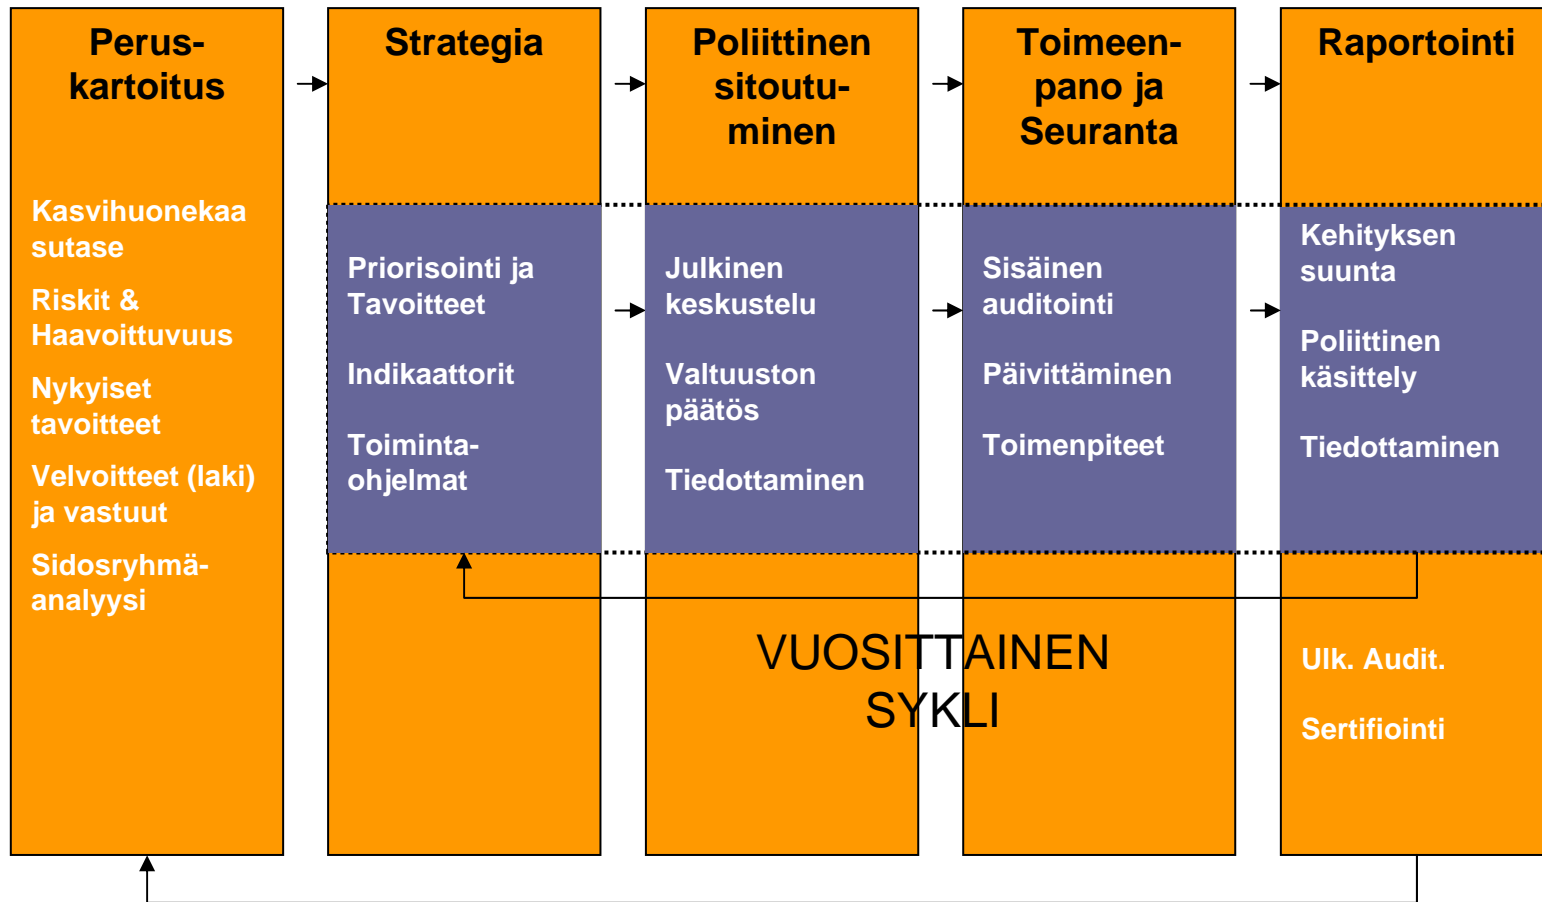 Perus-
kartoitus
Kasvihuonekaa
sutase
Riskit &
Haavoittuvuus
Nykyiset
tavoitteet
Velvoitteet (laki)
ja vastuut
Sidosryhmä-
analyysi
Strategia
Priorisointi ja
Tavoitteet
Indikaattorit
Toiminta-
ohjelmat
Poliittinen
sitoutu-
minen
Julkinen
keskustelu
Valtuuston
päätös
Tiedottaminen
Toimeen-
pano ja
Seuranta
Sisäinen
auditointi
Päivittäminen
Toimenpiteet
Raportointi
Kehityksen
suunta
Poliittinen
käsittely
Tiedottaminen
Ulk. Audit.
Sertifiointi
VUOSITTAINEN
SYKLI